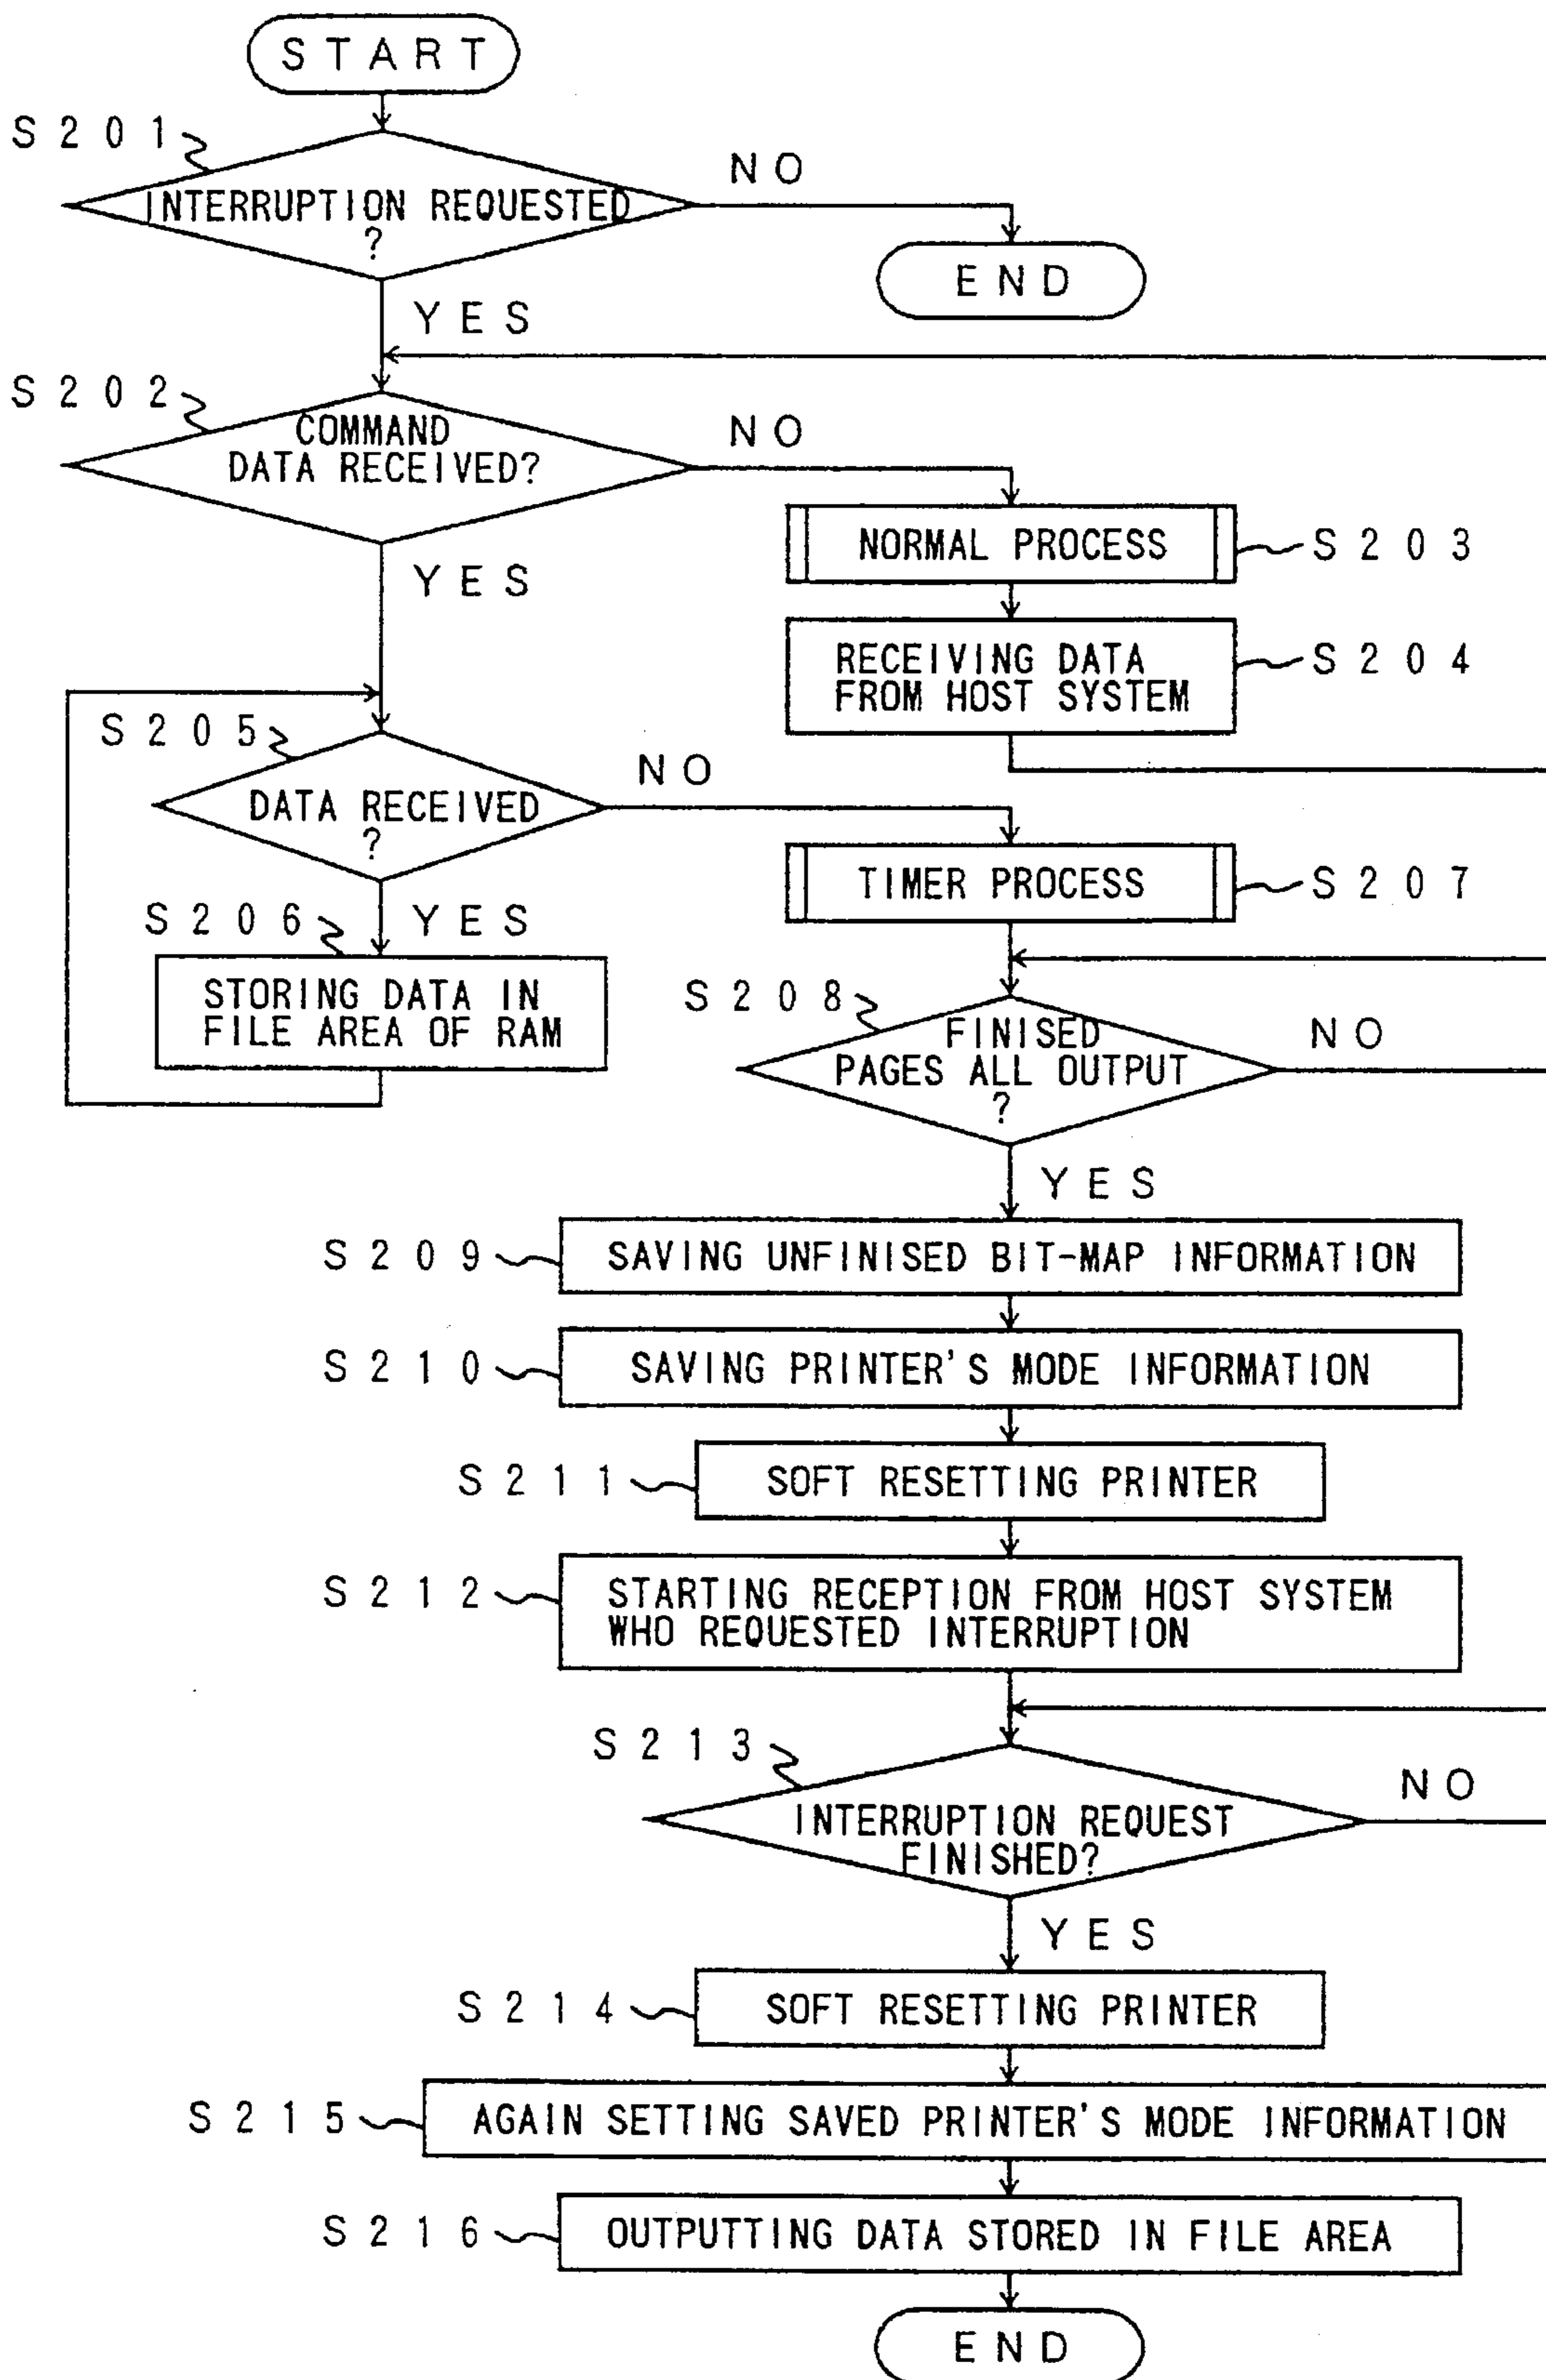 START
S201
INTERRUPTION REQUESTED
?
NO
END
YES
S202
COMMAND
DATA RECEIVED?
NO
NORMAL PROCESS
S203
YES
RECEIVING DATA
FROM HOST SYSTEM
S204
S205
DATA RECEIVED
?
NO
TIMER PROCESS
S207
S206
YES
STORING DATA IN
FILE AREA OF RAM
S208
FINISED
PAGES ALL OUTPUT
?
NO
YES
S209
SAVING UNFINISED BIT-MAP INFORMATION
S210
SAVING PRINTER'S MODE INFORMATION
S211
SOFT RESETTING PRINTER
S212
STARTING RECEPTION FROM HOST SYSTEM
WHO REQUESTED INTERRUPTION
S213
INTERRUPTION REQUEST
FINISHED?
NO
YES
S214
SOFT RESETTING PRINTER
S215
AGAIN SETTING SAVED PRINTER'S MODE INFORMATION
S216
OUTPUTTING DATA STORED IN FILE AREA
END